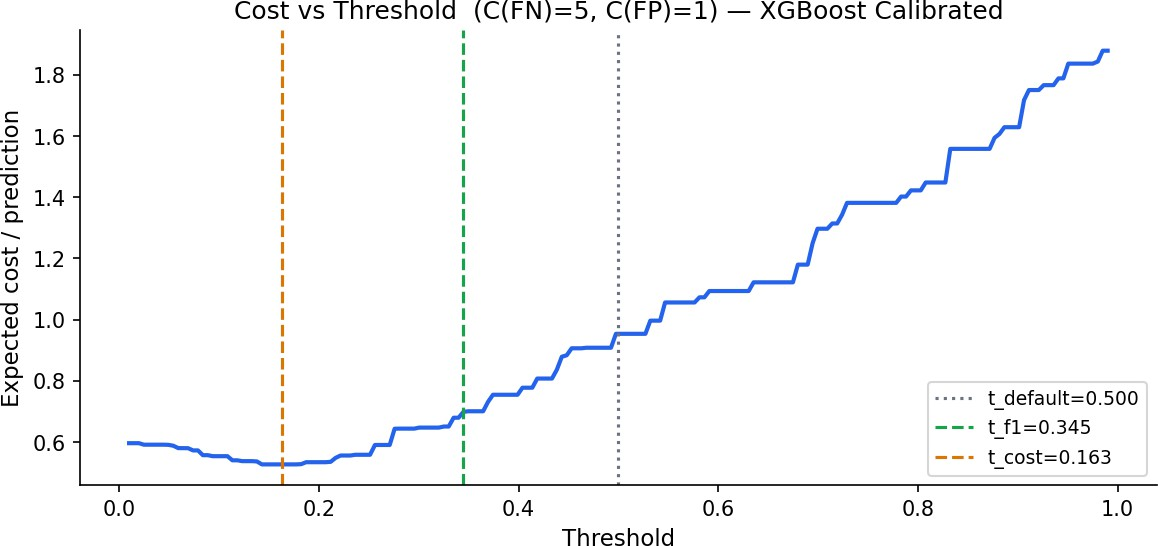 Cost vs Threshold  (C(FN)=5, C(FP)=1) — XGBoost Calibrated
Expected cost / prediction
1.8
1.6
1.4
1.2
1.0
0.8
0.6
t_default=0.500
t_f1=0.345
t_cost=0.163
0.0 0.2 0.4 0.6 0.8 1.0
Threshold